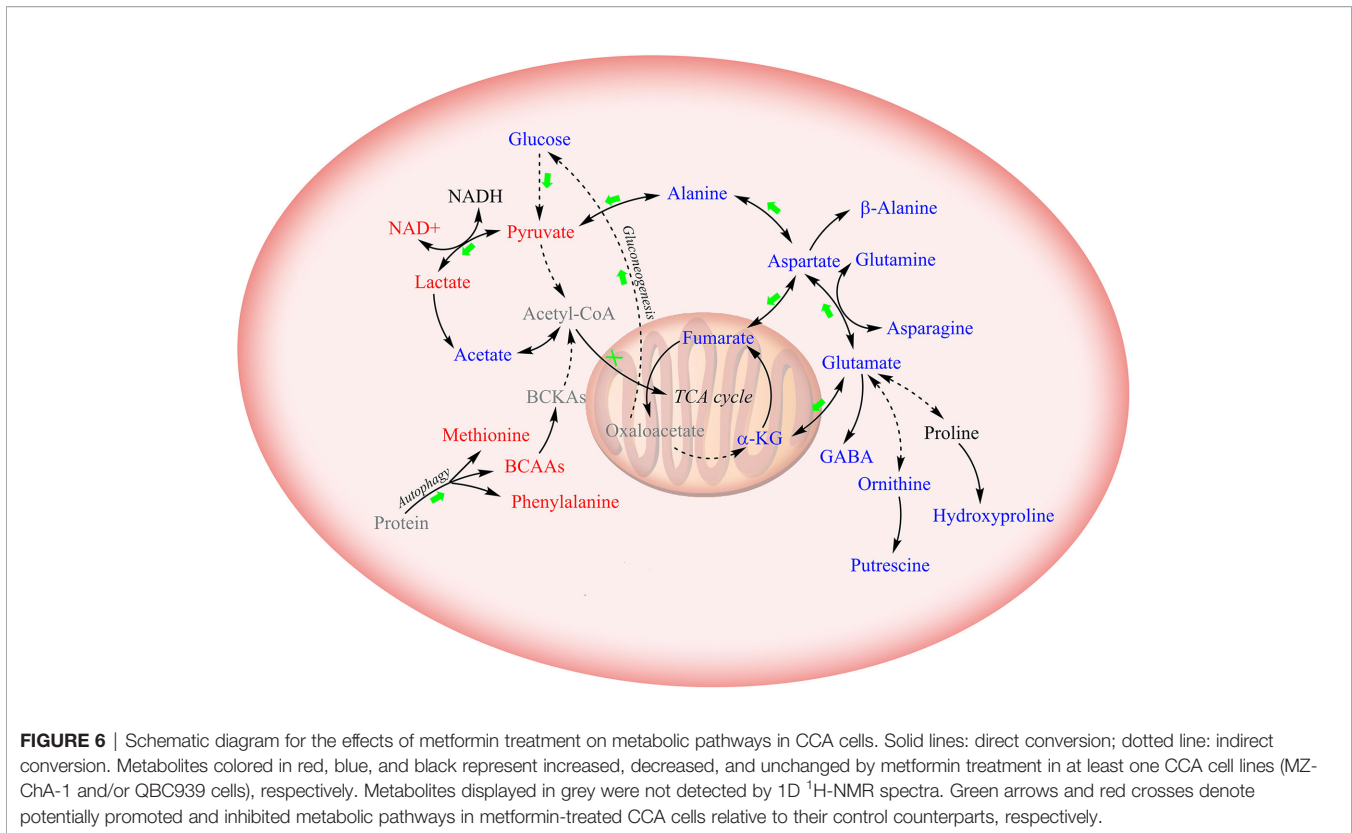 Glucose
NADH
NAD+
Pyruvate
Lactate
Acetyl-CoA
Acetate
BCKAs
Methionine
BCAAs
Phenylalanine
Autophagy
Protein
Gluconeogenesis
Alanine
β-Alanine
Aspartate
Glutamine
Asparagine
Glutamate
Fumarate
X
TCA cycle
Oxaloacetate
α-KG
GABA
Proline
Ornithine
Hydroxyproline
Putrescine
FIGURE 6 | Schematic diagram for the effects of metformin treatment on metabolic pathways in CCA cells. Solid lines: direct conversion; dotted line: indirect
conversion. Metabolites colored in red, blue, and black represent increased, decreased, and unchanged by metformin treatment in at least one CCA cell lines (MZ-
ChA-1 and/or QBC939 cells), respectively. Metabolites displayed in grey were not detected by 1D ¹H-NMR spectra. Green arrows and red crosses denote
potentially promoted and inhibited metabolic pathways in metformin-treated CCA cells relative to their control counterparts, respectively.